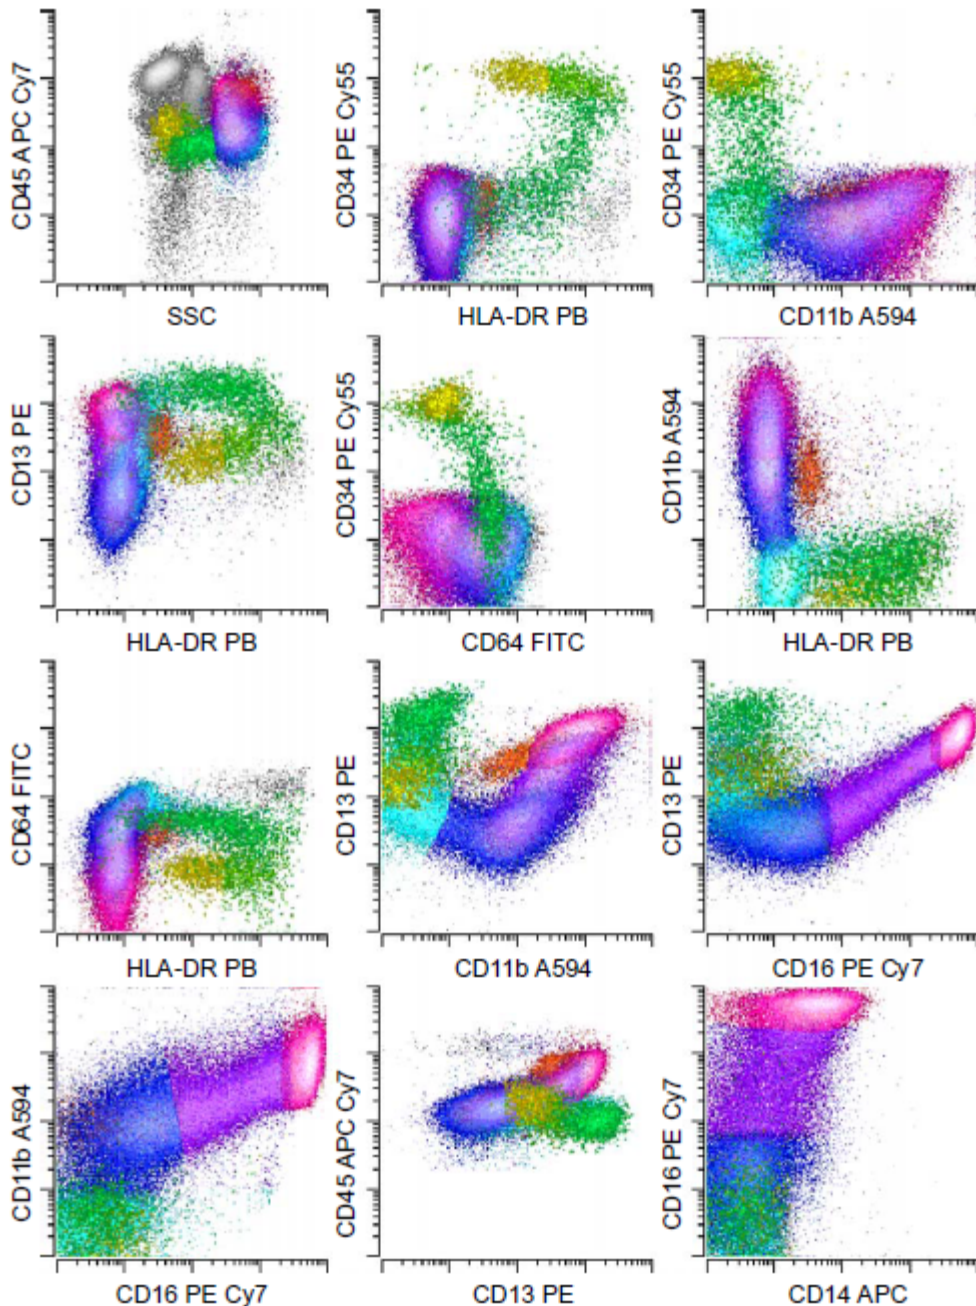 CD45 APC Cy7
SSC
CD34 PE Cy55
HLA-DR PB
CD34 PE Cy55
CD11b A594
CD13 PE
HLA-DR PB
CD34 PE Cy55
CD64 FITC
CD11b A594
HLA-DR PB
CD64 FITC
HLA-DR PB
CD13 PE
CD11b A594
CD13 PE
CD16 PE Cy7
CD11b A594
CD16 PE Cy7
CD45 APC Cy7
CD13 PE
CD16 PE Cy7
CD14 APC